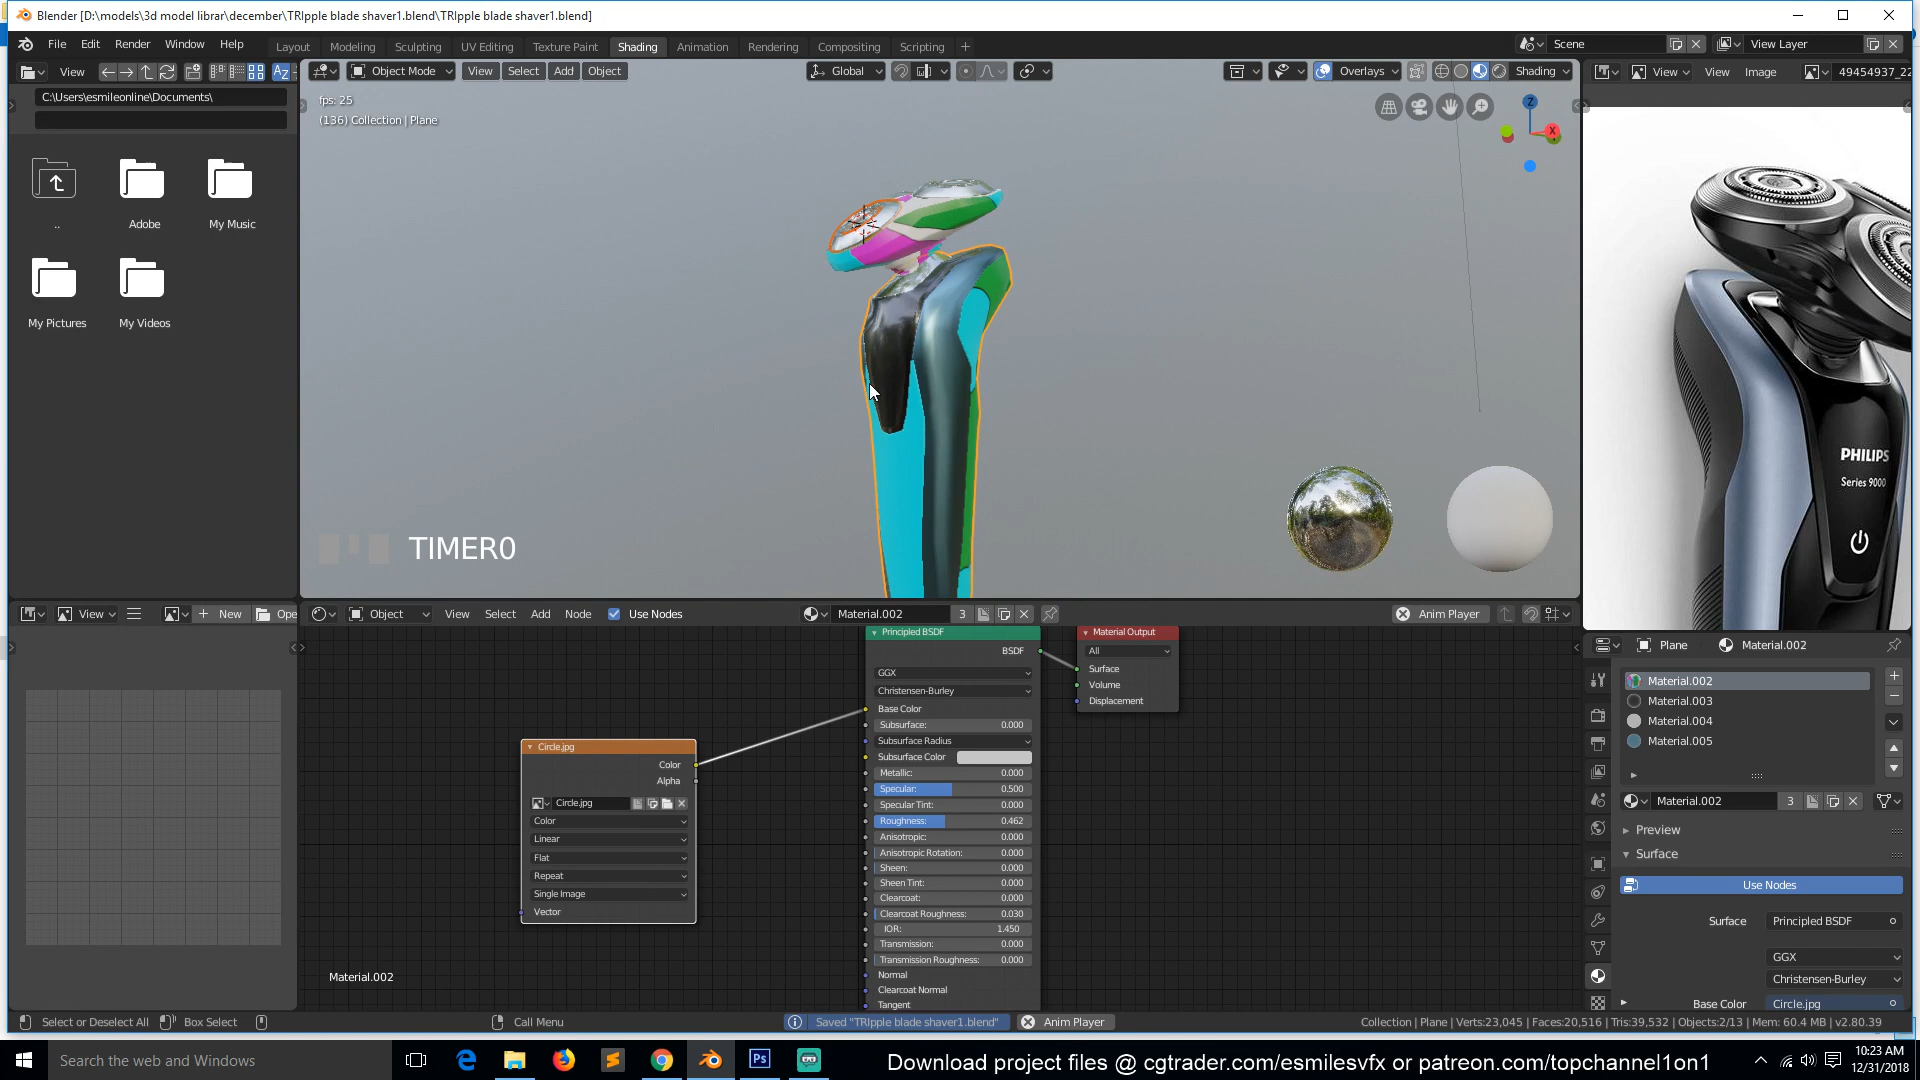 Blender [D:\models\3d model librar\december\TRIpple blade shaver1.blend\TRIpple blade shaver1.blend]
File Edit Render Window Help
Layout Modeling Sculpting UV Editing Texture Paint Shading Animation Rendering Compositing Scripting +
Scene
View Layer
View
Object Mode View Select Add Object
Global
Overlays
Shading
View View Image 49454937_22
C:\Users\esmileonline\Documents\
fps: 25
(136) Collection | Plane
Z
X
..
Adobe
My Music
My Pictures
My Videos
TIMER0
PHILIPS
Series 9000
View New Ope
Object View Select Add Node Use Nodes
Material.002 3
Anim Player
Principled BSDF
BSDF
GGX
Christensen-Burley
Base Color
Subsurface: 0.000
Subsurface Radius
Subsurface Color
Metallic: 0.000
Specular: 0.500
Specular Tint: 0.000
Roughness: 0.462
Anisotropic: 0.000
Anisotropic Rotation: 0.000
Sheen: 0.000
Sheen Tint: 0.000
Clearcoat: 0.000
Clearcoat Roughness: 0.030
IOR: 1.450
Transmission: 0.000
Transmission Roughness: 0.000
Normal
Clearcoat Normal
Tangent
Material Output
All
Surface
Volume
Displacement
Circle.jpg
Color
Alpha
Circle.jpg
Color
Linear
Flat
Repeat
Single Image
Vector
Material.002
Plane Material.002
Material.002
Material.003
Material.004
Material.005
Material.002 3
Preview
Surface
Use Nodes
Surface Principled BSDF
GGX
Christensen-Burley
Base Color Circle.jpg
Select or Deselect All Box Select Call Menu
Saved "TRIpple blade shaver1.blend"
Anim Player
Collection | Plane | Verts:23,045 | Faces:20,516 | Tris:39,532 | Objects:2/13 | Mem: 60.4 MB | v2.80.39
Search the web and Windows
Ps
Download project files @ cgtrader.com/esmilesvfx or patreon.com/topchannel1on1
10:23 AM
12/31/2018